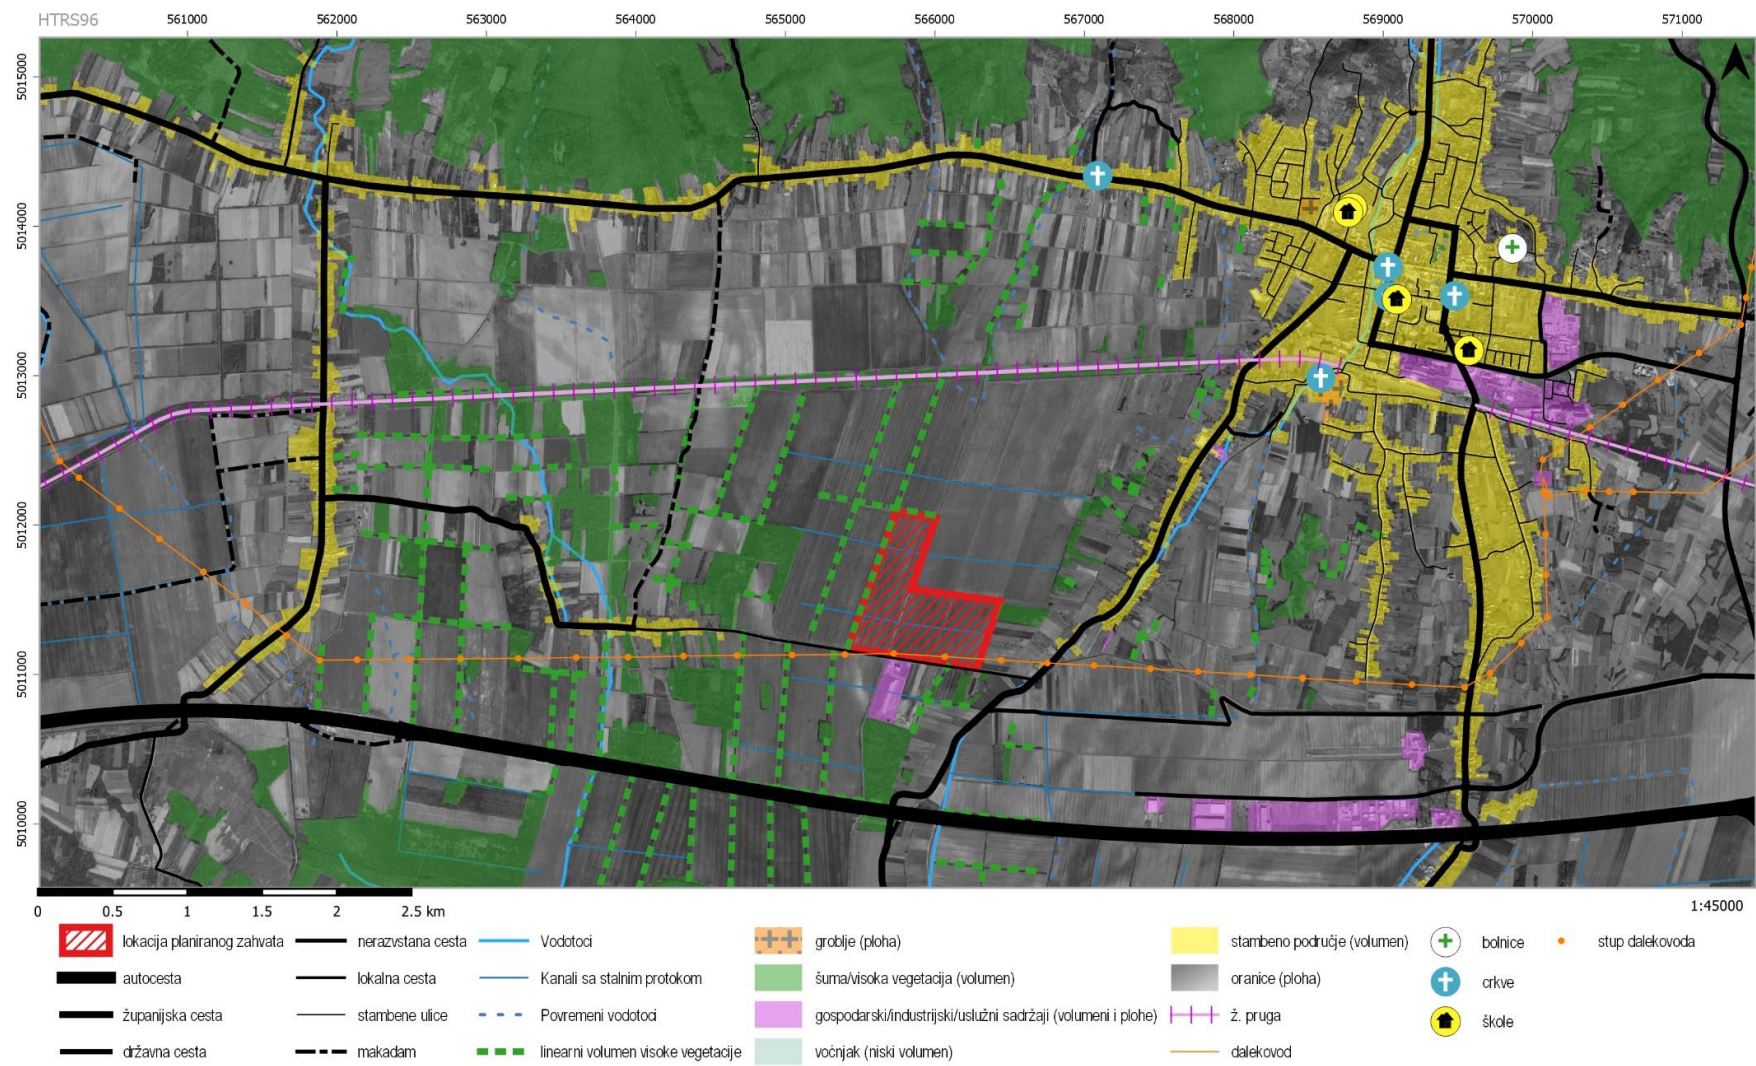 HTRS96
561000 562000 563000 564000 565000 566000 567000 568000 569000 570000 571000
5015000
5014000
5013000
5012000
5011000
5010000
0 0.5 1 1.5 2 2.5 km
1:45000
lokacija planiranog zahvata
autocesta
županijska cesta
državna cesta
nerazvstana cesta
lokalna cesta
stambene ulice
makadam
Vodotoci
Kanali sa stalnim protokom
Povremeni vodotoci
linearni volumen visoke vegetacije
groblje (ploha)
šuma/visoka vegetacija (volumen)
gospodarski/industrijski/uslužni sadržaji (volumeni i plohe)
voćnjak (niski volumen)
stambeno područje (volumen)
oranice (ploha)
ž. pruga
dalekovod
bolnice
crkve
škole
stup dalekovoda